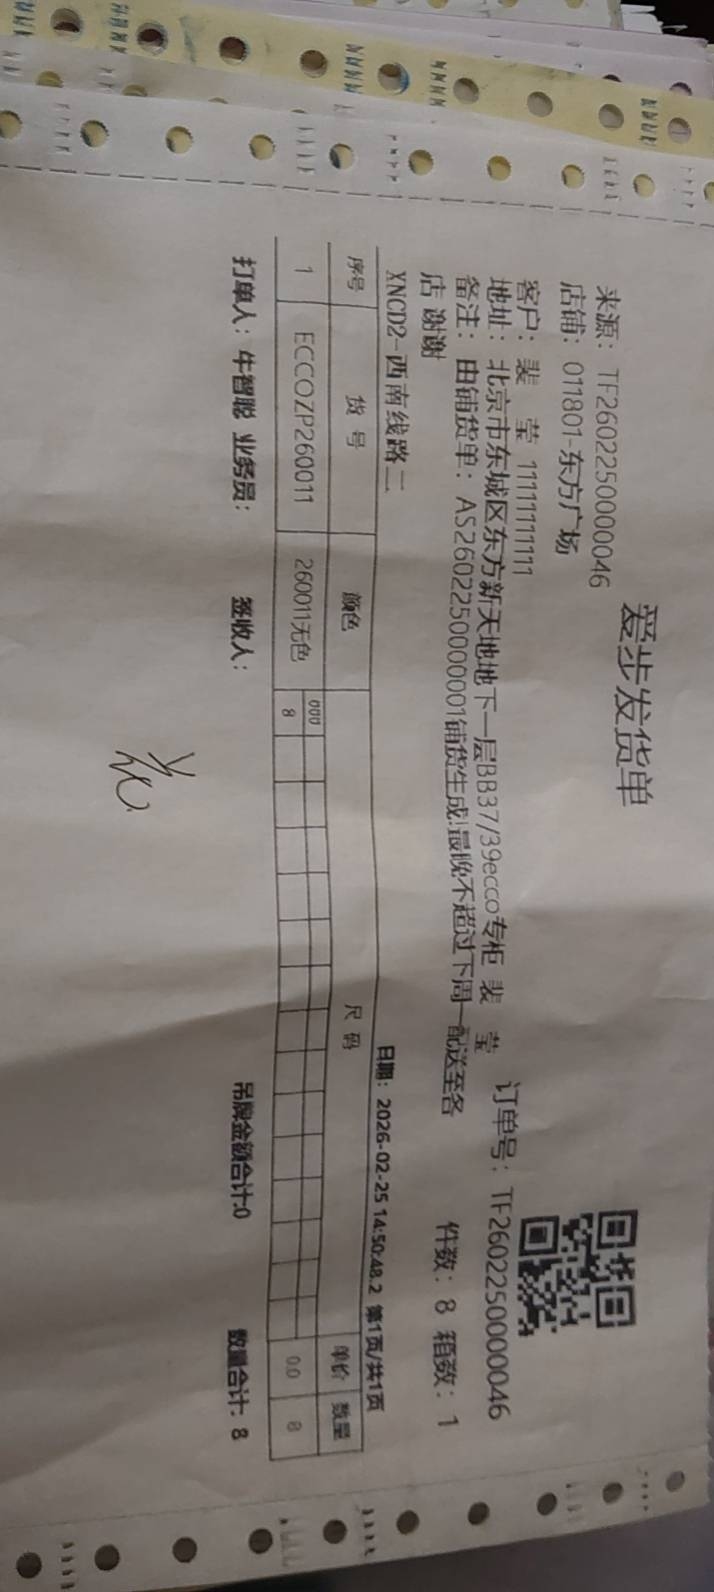 爱步发货单
来源：TF2602250000046
店铺：011801-东方广场
客户：裴 莹 11111111111
订单号：TF2602250000046
地址：北京市东城区东方新天地地下一层BB37/39ecco专柜 裴 莹
备注：由铺货单：AS2602250000001铺货生成!最晚不超过下周一配送至各
店 谢谢
件数：8 箱数：1
XNCD2-西南线路二
日期：2026-02-25 14:50:48.2 第1页/共1页
序号 货号 颜色 尺码 单价 数量
000
1 ECCOZP260011 260011无色 8 0.0 8
打单人：牛智聪 业务员： 签收人： 吊牌金额合计:0 数量合计: 8